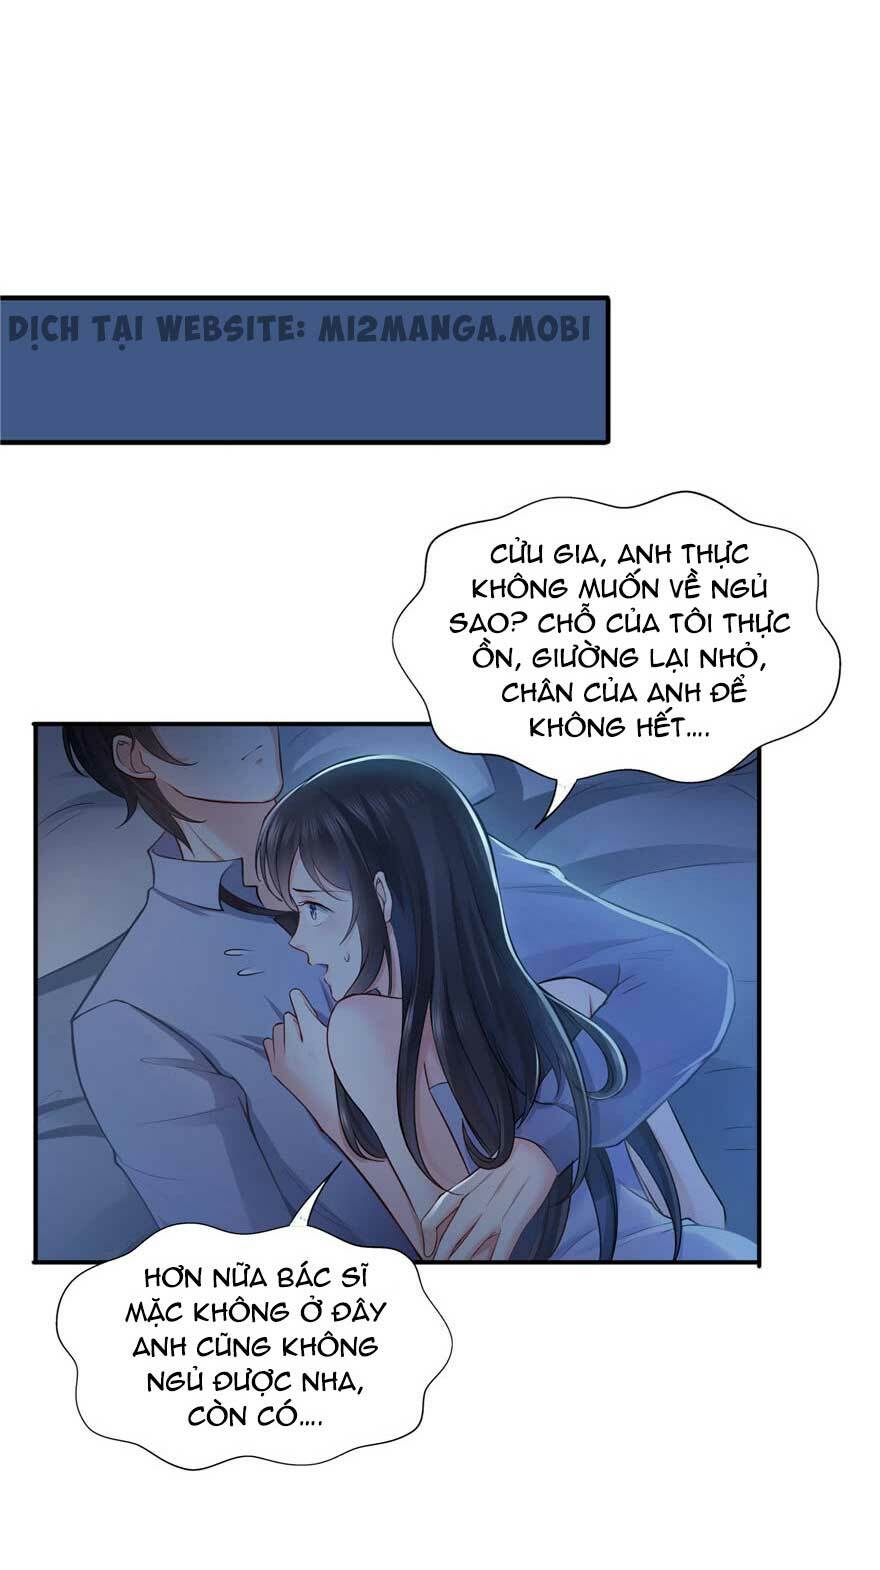 DỊCH TẠI WEBSITE: MI2MANGA.MOBI
CỬU GIA, ANH THỰC
KHÔNG MUỐN VỀ NGỦ
SAO? CHỖ CỦA TÔI THỰC
ỒN, GIƯỜNG LẠI NHỎ,
CHÂN CỦA ANH ĐỂ
KHÔNG HẾT....
HƠN NỮA BÁC SĨ
MẶC KHÔNG Ở ĐÂY
ANH CŨNG KHÔNG
NGỦ ĐƯỢC NHA,
CÒN CÓ....